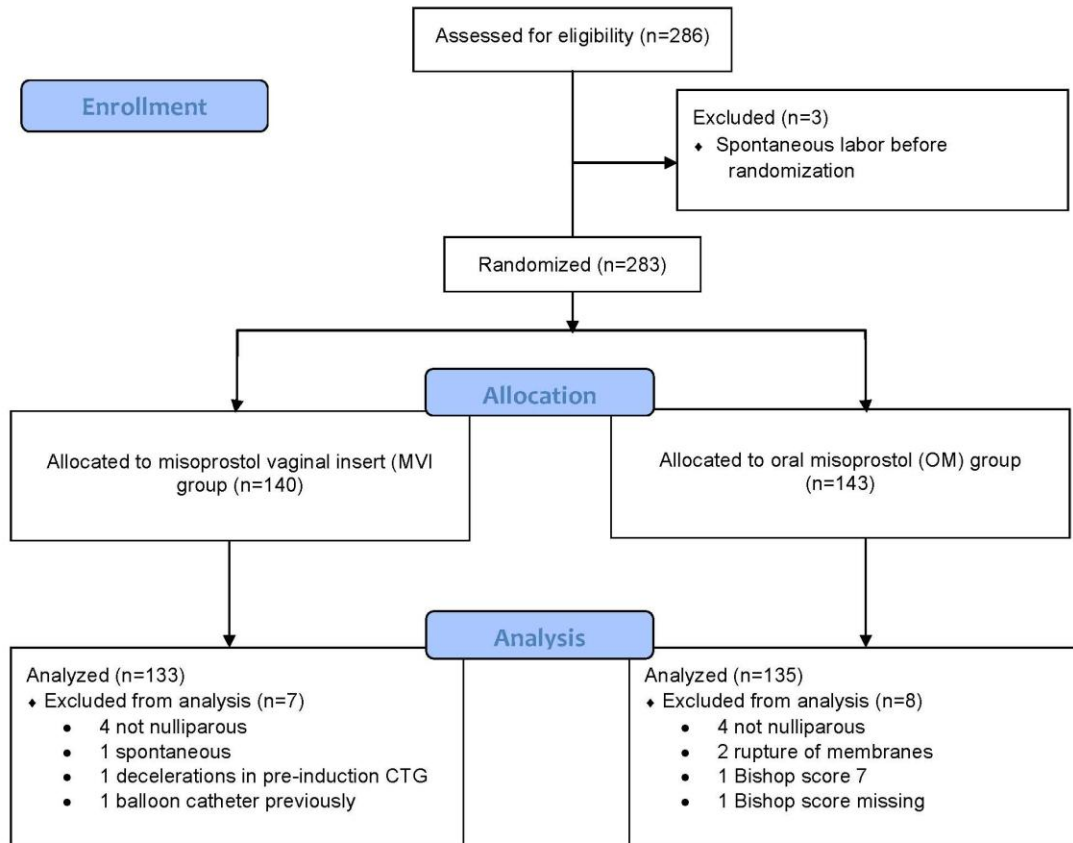 Assessed for eligibility (n=286)
Enrollment
Excluded (n=3)
♦ Spontaneous labor before
randomization
Randomized (n=283)
Allocation
Allocated to misoprostol vaginal insert (MVI
group (n=140)
Allocated to oral misoprostol (OM) group
(n=143)
Analysis
Analyzed (n=133)
♦ Excluded from analysis (n=7)
• 4 not nulliparous
• 1 spontaneous
• 1 decelerations in pre-induction CTG
• 1 balloon catheter previously
Analyzed (n=135)
♦ Excluded from analysis (n=8)
• 4 not nulliparous
• 2 rupture of membranes
• 1 Bishop score 7
• 1 Bishop score missing